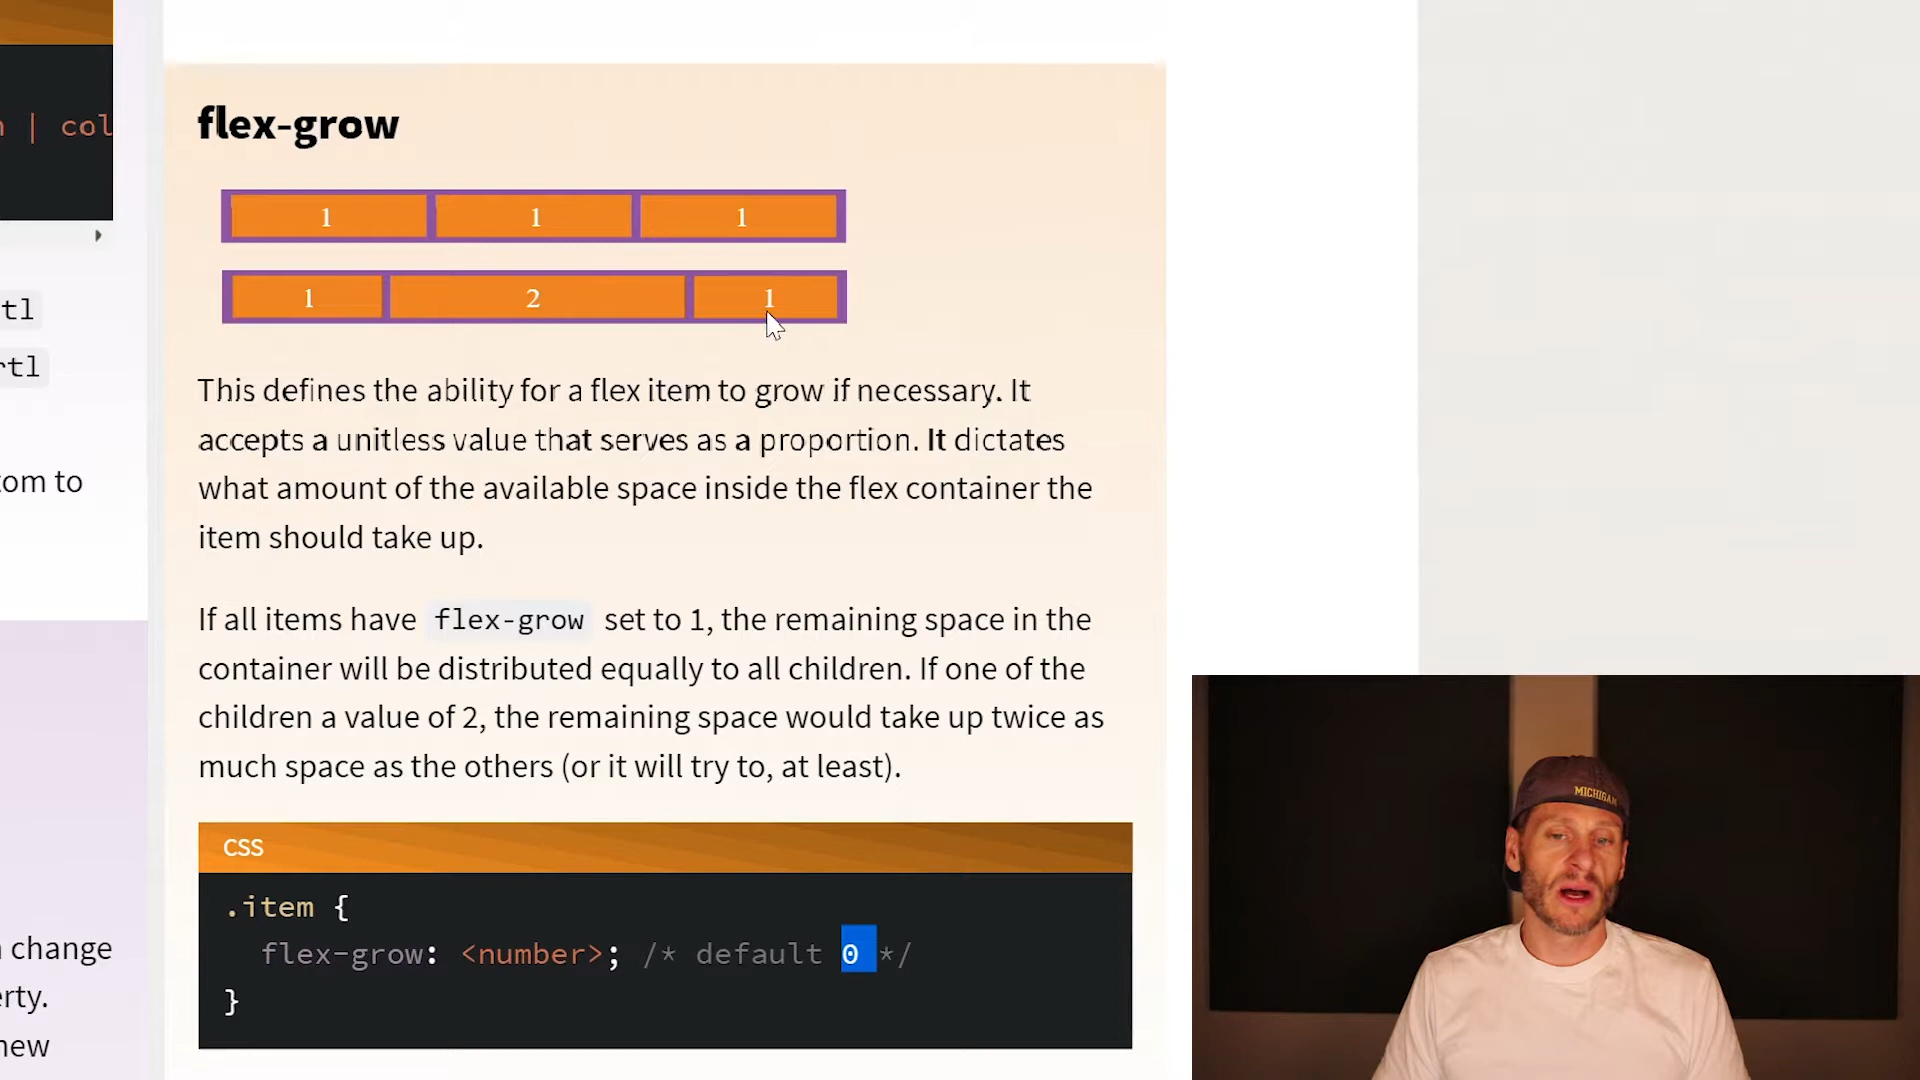 n | col
tl
rtl
tom to
n change
erty.
new
flex-grow
1 1 1
1 2 1
This defines the ability for a flex item to grow if necessary. It
accepts a unitless value that serves as a proportion. It dictates
what amount of the available space inside the flex container the
item should take up.
If all items have flex-grow set to 1, the remaining space in the
container will be distributed equally to all children. If one of the
children a value of 2, the remaining space would take up twice as
much space as the others (or it will try to, at least).
CSS
.item {
flex-grow: <number>; /* default 0 */
}
MICHIGAN